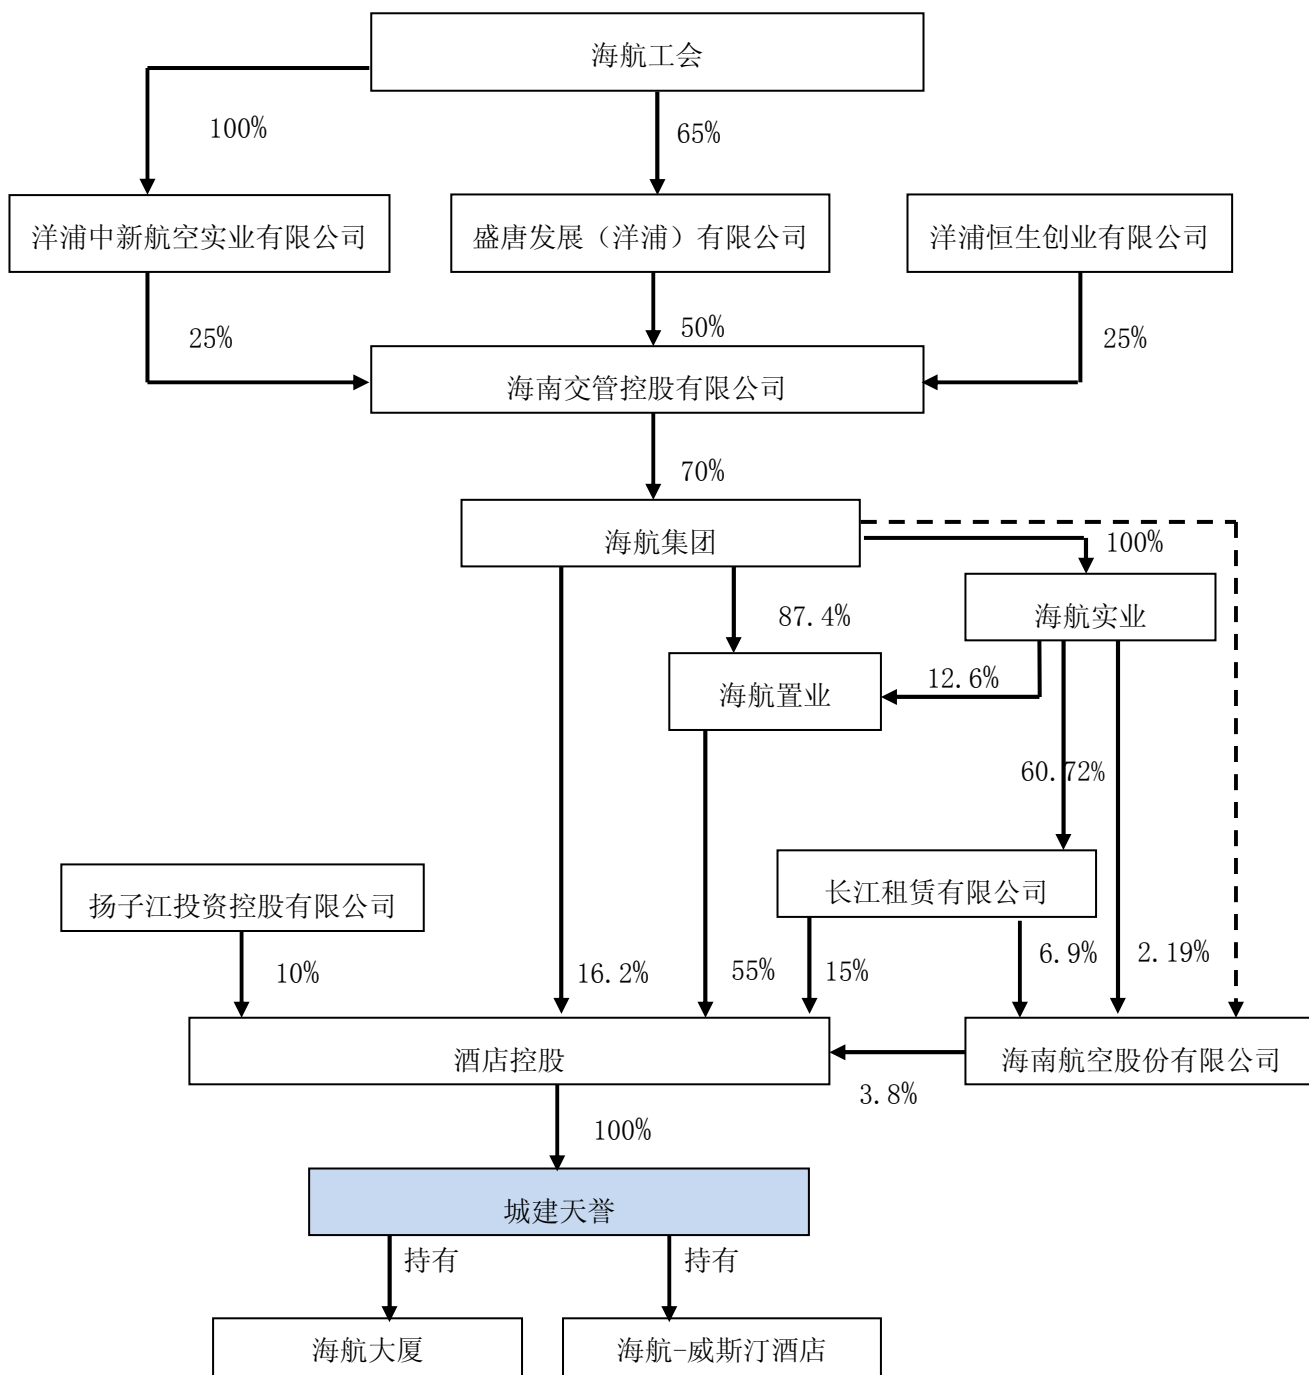 海航工会
100%
65%
洋浦中新航空实业有限公司
盛唐发展（洋浦）有限公司
洋浦恒生创业有限公司
25%
50%
25%
海南交管控股有限公司
70%
海航集团
100%
87.4%
海航实业
海航置业
12.6%
60.72%
扬子江投资控股有限公司
长江租赁有限公司
10%
16.2%
55%
15%
6.9%
2.19%
酒店控股
海南航空股份有限公司
3.8%
100%
城建天誉
持有
持有
海航大厦
海航-威斯汀酒店